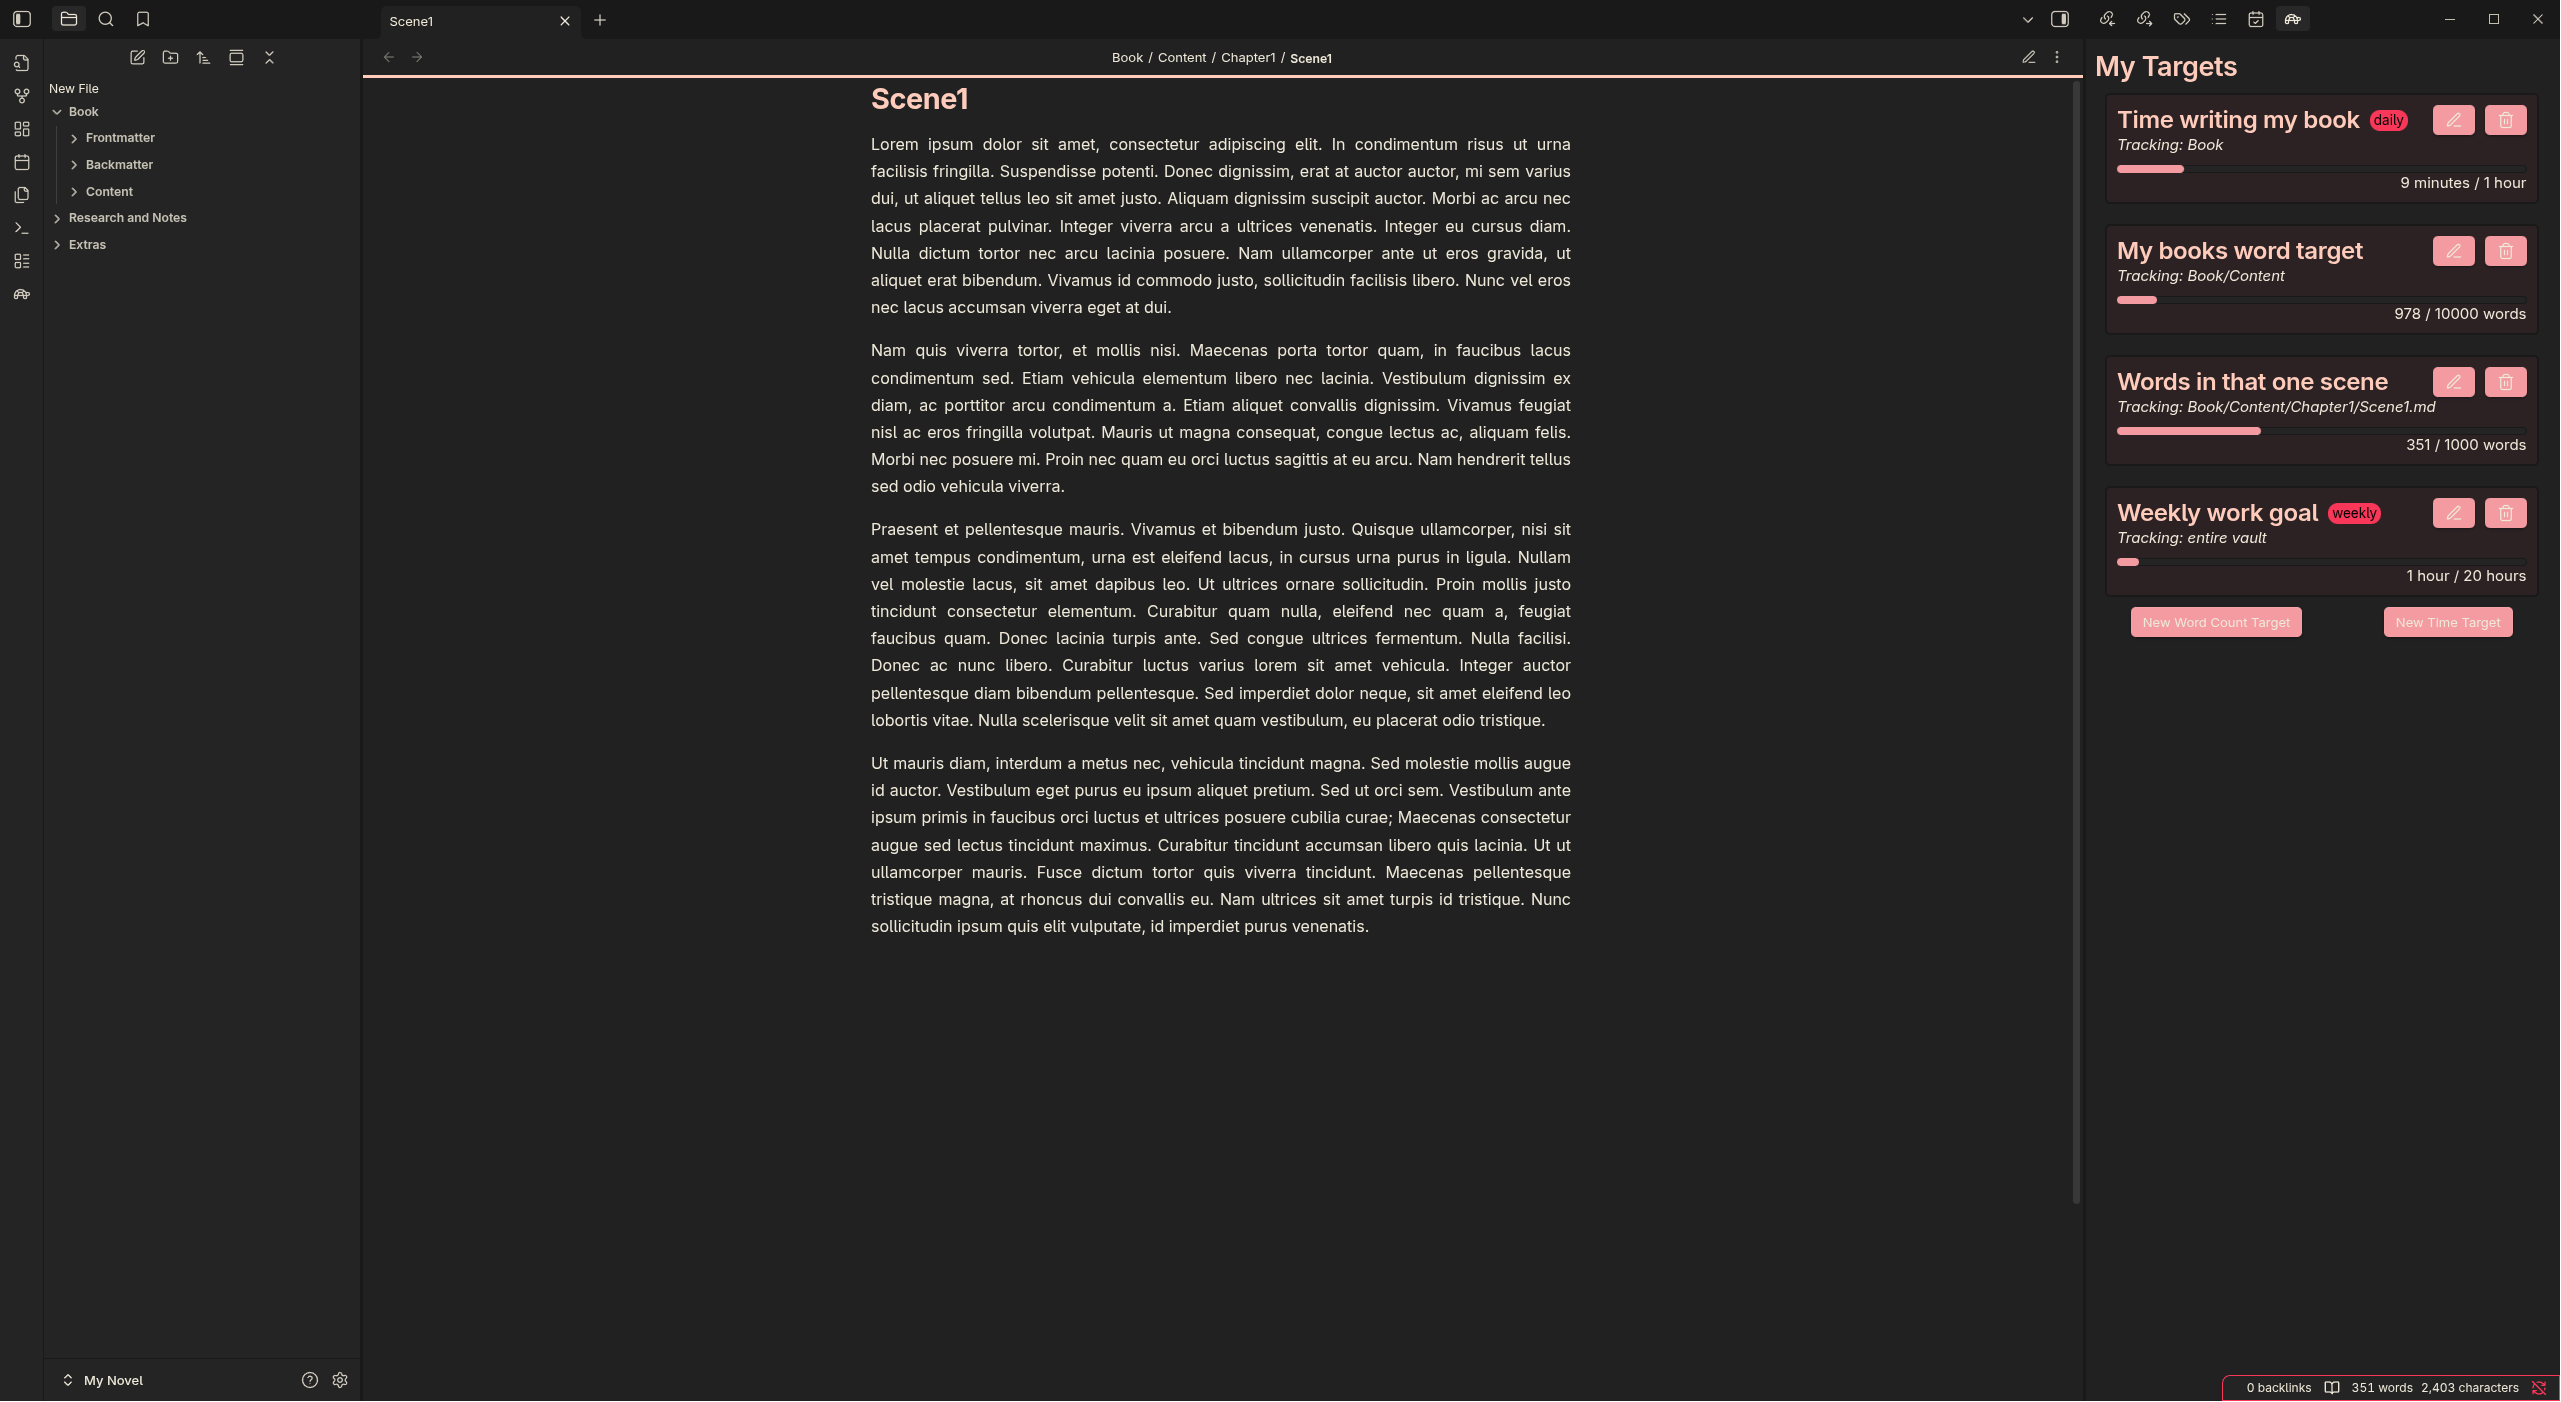 Scene1
New File
Book
Frontmatter
Backmatter
Content
Research and Notes
Extras
My Novel
Book / Content / Chapter1 / Scene1
Scene1
Lorem ipsum dolor sit amet, consectetur adipiscing elit. In condimentum risus ut urna
facilisis fringilla. Suspendisse potenti. Donec dignissim, erat at auctor auctor, mi sem varius
dui, ut aliquet tellus leo sit amet justo. Aliquam dignissim suscipit auctor. Morbi ac arcu nec
lacus placerat pulvinar. Integer viverra arcu a ultrices venenatis. Integer eu cursus diam.
Nulla dictum tortor nec arcu lacinia posuere. Nam ullamcorper ante ut eros gravida, ut
aliquet erat bibendum. Vivamus id commodo justo, sollicitudin facilisis libero. Nunc vel eros
nec lacus accumsan viverra eget at dui.
Nam quis viverra tortor, et mollis nisi. Maecenas porta tortor quam, in faucibus lacus
condimentum sed. Etiam vehicula elementum libero nec lacinia. Vestibulum dignissim ex
diam, ac porttitor arcu condimentum a. Etiam aliquet convallis dignissim. Vivamus feugiat
nisl ac eros fringilla volutpat. Mauris ut magna consequat, congue lectus ac, aliquam felis.
Morbi nec posuere mi. Proin nec quam eu orci luctus sagittis at eu arcu. Nam hendrerit tellus
sed odio vehicula viverra.
Praesent et pellentesque mauris. Vivamus et bibendum justo. Quisque ullamcorper, nisi sit
amet tempus condimentum, urna est eleifend lacus, in cursus urna purus in ligula. Nullam
vel molestie lacus, sit amet dapibus leo. Ut ultrices ornare sollicitudin. Proin mollis justo
tincidunt consectetur elementum. Curabitur quam nulla, eleifend nec quam a, feugiat
faucibus quam. Donec lacinia turpis ante. Sed congue ultrices fermentum. Nulla facilisi.
Donec ac nunc libero. Curabitur luctus varius lorem sit amet vehicula. Integer auctor
pellentesque diam bibendum pellentesque. Sed imperdiet dolor neque, sit amet eleifend leo
lobortis vitae. Nulla scelerisque velit sit amet quam vestibulum, eu placerat odio tristique.
Ut mauris diam, interdum a metus nec, vehicula tincidunt magna. Sed molestie mollis augue
id auctor. Vestibulum eget purus eu ipsum aliquet pretium. Sed ut orci sem. Vestibulum ante
ipsum primis in faucibus orci luctus et ultrices posuere cubilia curae; Maecenas consectetur
augue sed lectus tincidunt maximus. Curabitur tincidunt accumsan libero quis lacinia. Ut ut
ullamcorper mauris. Fusce dictum tortor quis viverra tincidunt. Maecenas pellentesque
tristique magna, at rhoncus dui convallis eu. Nam ultrices sit amet turpis id tristique. Nunc
sollicitudin ipsum quis elit vulputate, id imperdiet purus venenatis.
My Targets
Time writing my book daily
Tracking: Book
9 minutes / 1 hour
My books word target
Tracking: Book/Content
978 / 10000 words
Words in that one scene
Tracking: Book/Content/Chapter1/Scene1.md
351 / 1000 words
Weekly work goal weekly
Tracking: entire vault
1 hour / 20 hours
New Word Count Target
New Time Target
0 backlinks 351 words 2,403 characters